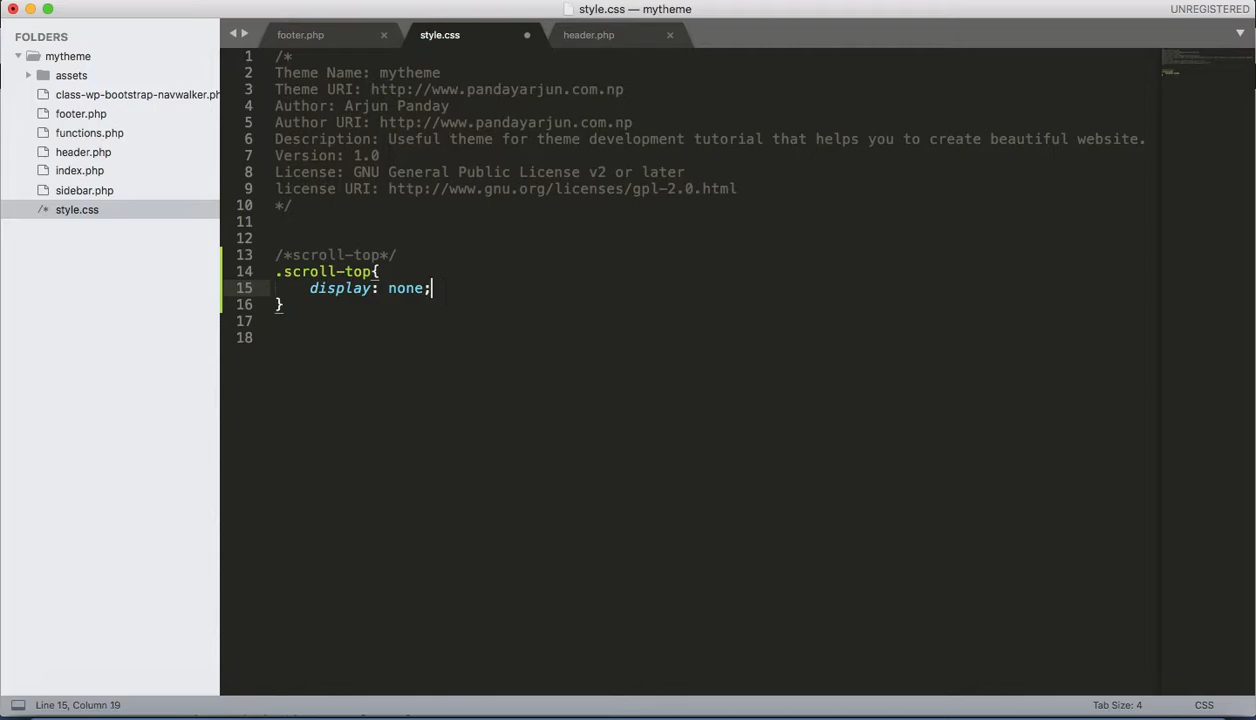 style.css — mytheme
UNREGISTERED
FOLDERS
mytheme
assets
class-wp-bootstrap-navwalker.ph
footer.php
functions.php
header.php
index.php
sidebar.php
/* style.css
footer.php × style.css header.php ×
1 /*
2 Theme Name: mytheme
3 Theme URI: http://www.pandayarjun.com.np
4 Author: Arjun Panday
5 Author URI: http://www.pandayarjun.com.np
6 Description: Useful theme for theme development tutorial that helps you to create beautiful website.
7 Version: 1.0
8 License: GNU General Public License v2 or later
9 license URI: http://www.gnu.org/licenses/gpl-2.0.html
10 */
11
12
13 /*scroll-top*/
14 .scroll-top{
15 display: none;
16 }
17
18
Line 15, Column 19
Tab Size: 4
CSS